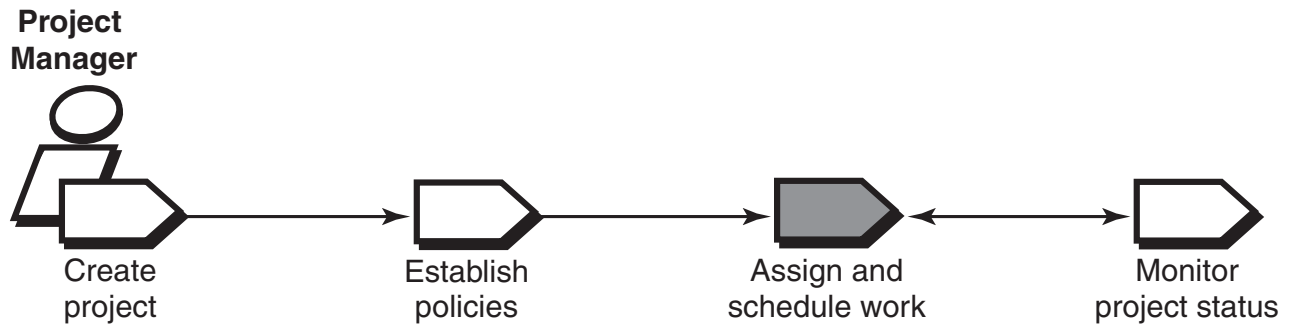 Project
Manager
Create
project
Establish
policies
Assign and
schedule work
Monitor
project status